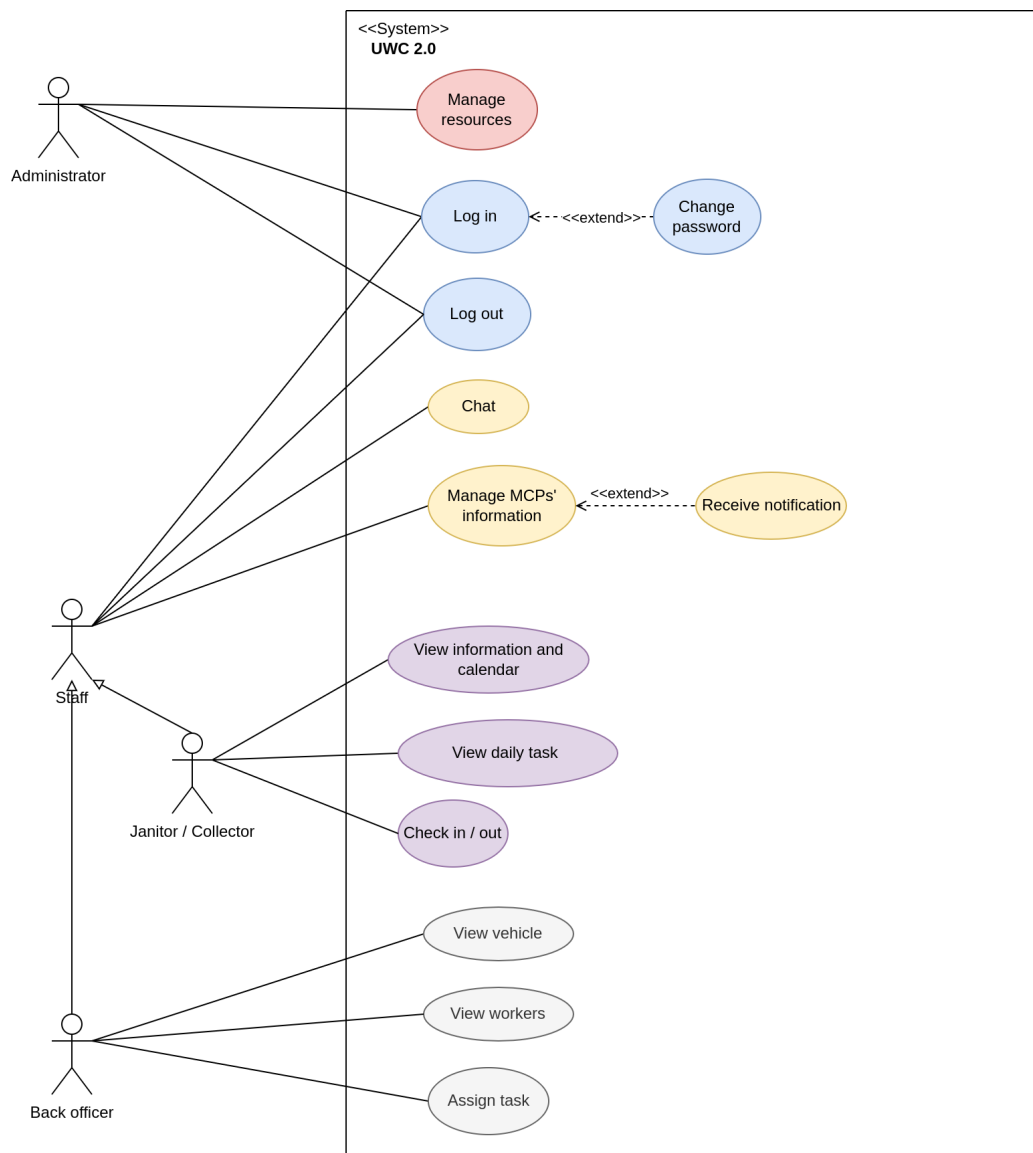 <<System>>
UWC 2.0
Manage
resources
Administrator
Log in
<<extend>>
Change
password
Log out
Chat
Manage MCPs'
information
<<extend>>
Receive notification
View information and
calendar
Staff
View daily task
Janitor / Collector
Check in / out
View vehicle
View workers
Assign task
Back officer